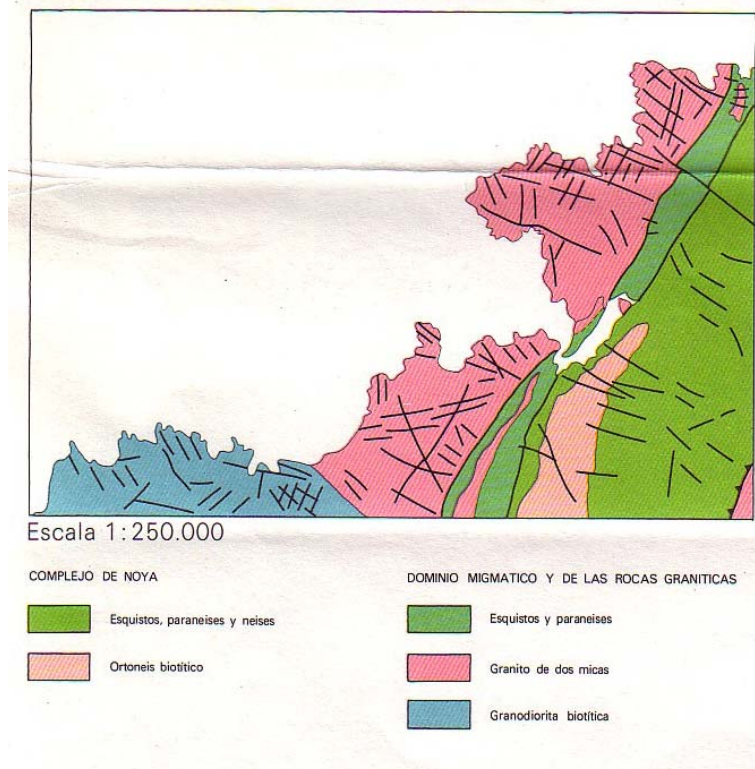 Escala 1:250.000
COMPLEJO DE NOYA
Esquistos, paraneises y neises
Ortoneis biotítico
DOMINIO MIGMATICO Y DE LAS ROCAS GRANITICAS
Esquistos y paraneises
Granito de dos micas
Granodiorita biotítica